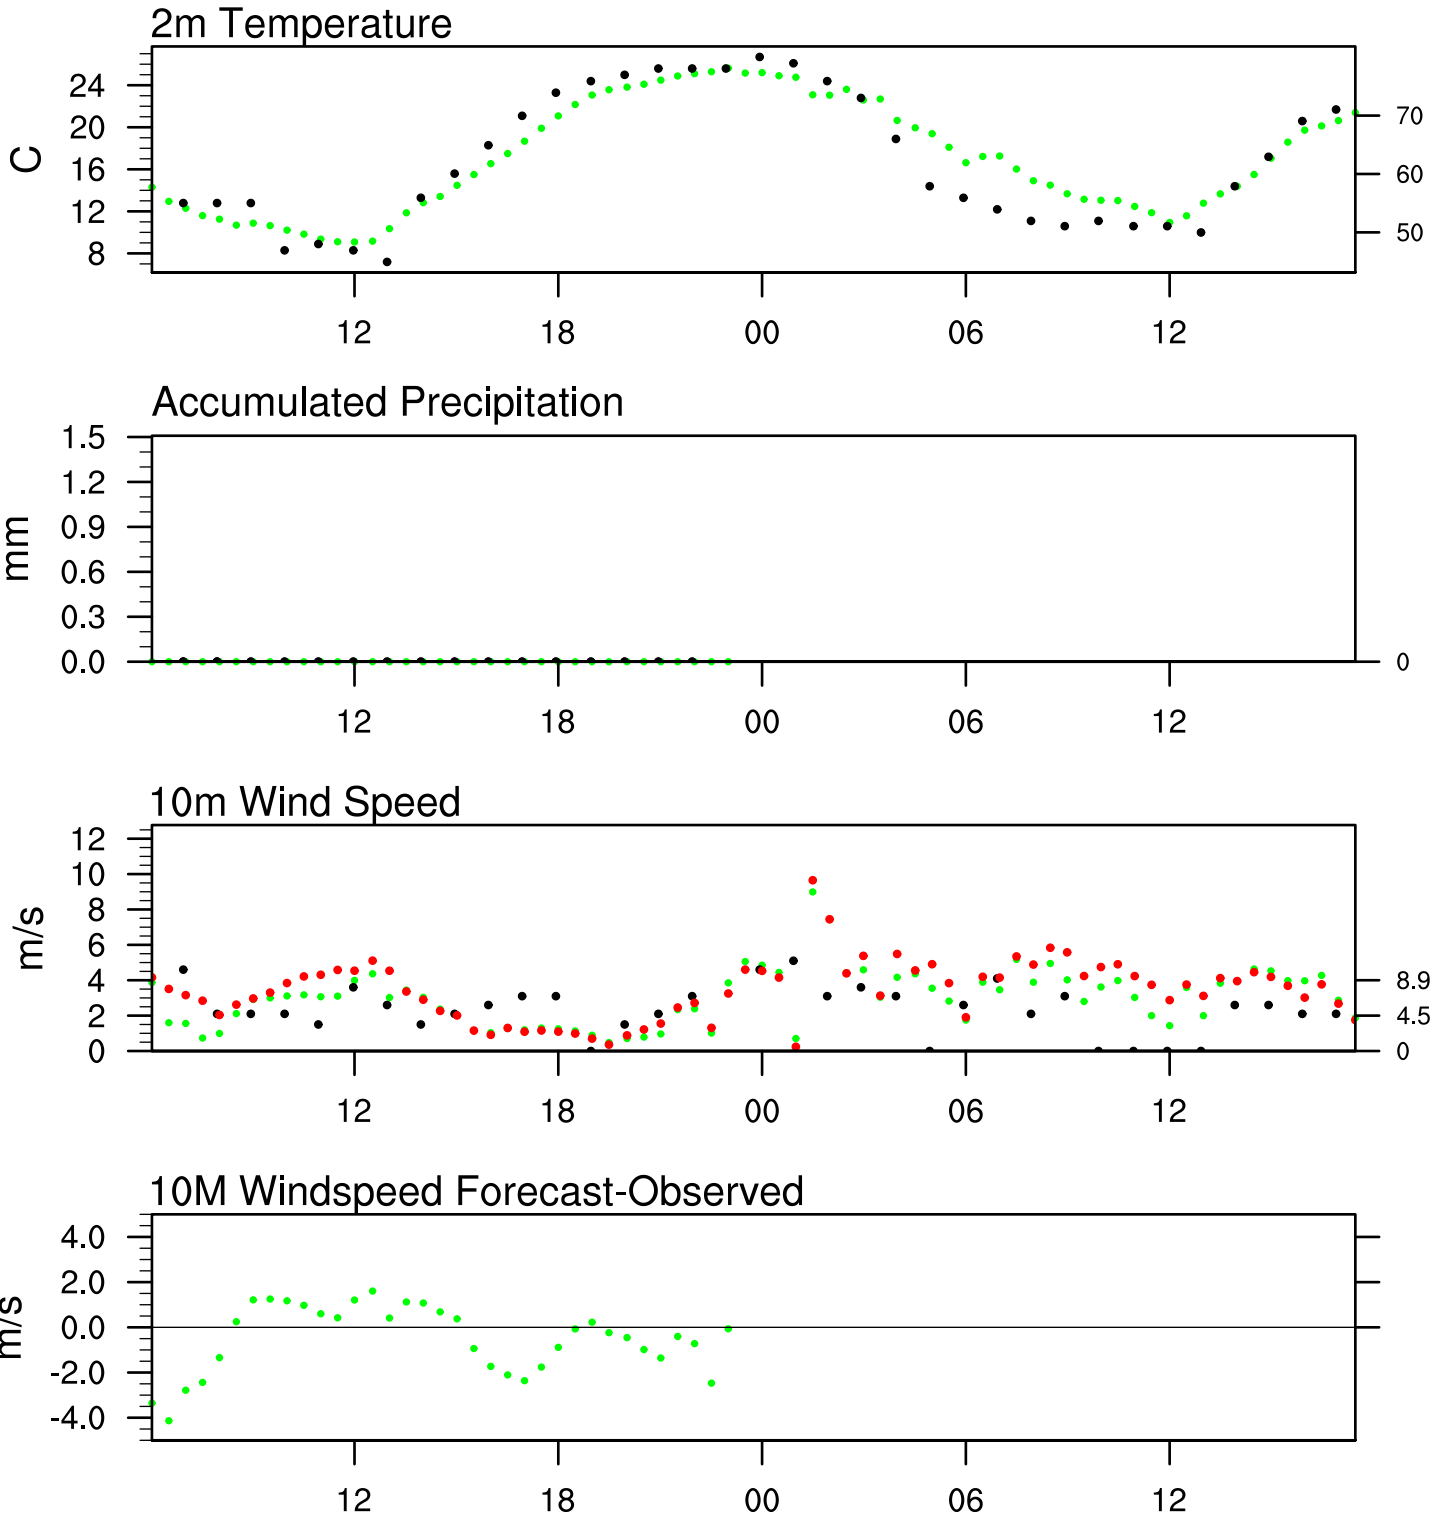 2m Temperature
24
20
16
12
8
C
70
60
50
12 18 00 06 12
Accumulated Precipitation
1.5
1.2
0.9
0.6
0.3
0.0
mm
0
12 18 00 06 12
10m Wind Speed
12
10
8
6
4
2
0
m/s
8.9
4.5
0
12 18 00 06 12
10M Windspeed Forecast-Observed
4.0
2.0
0.0
-2.0
-4.0
m/s
12 18 00 06 12